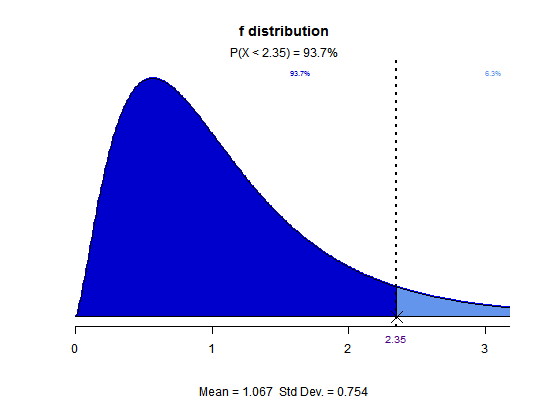 f distribution
P(X < 2.35) = 93.7%
93.7%
6.3%
2.35
0
1
2
3
Mean = 1.067 Std Dev. = 0.754